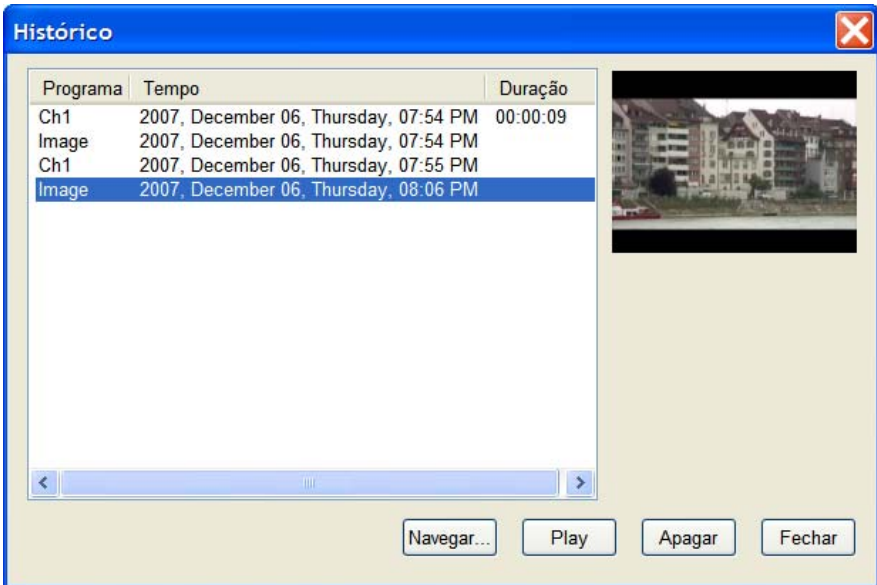 Histórico
Programa Tempo Duração
Ch1 2007, December 06, Thursday, 07:54 PM 00:00:09
Image 2007, December 06, Thursday, 07:54 PM
Ch1 2007, December 06, Thursday, 07:55 PM
Image 2007, December 06, Thursday, 08:06 PM
Navegar... Play Apagar Fechar